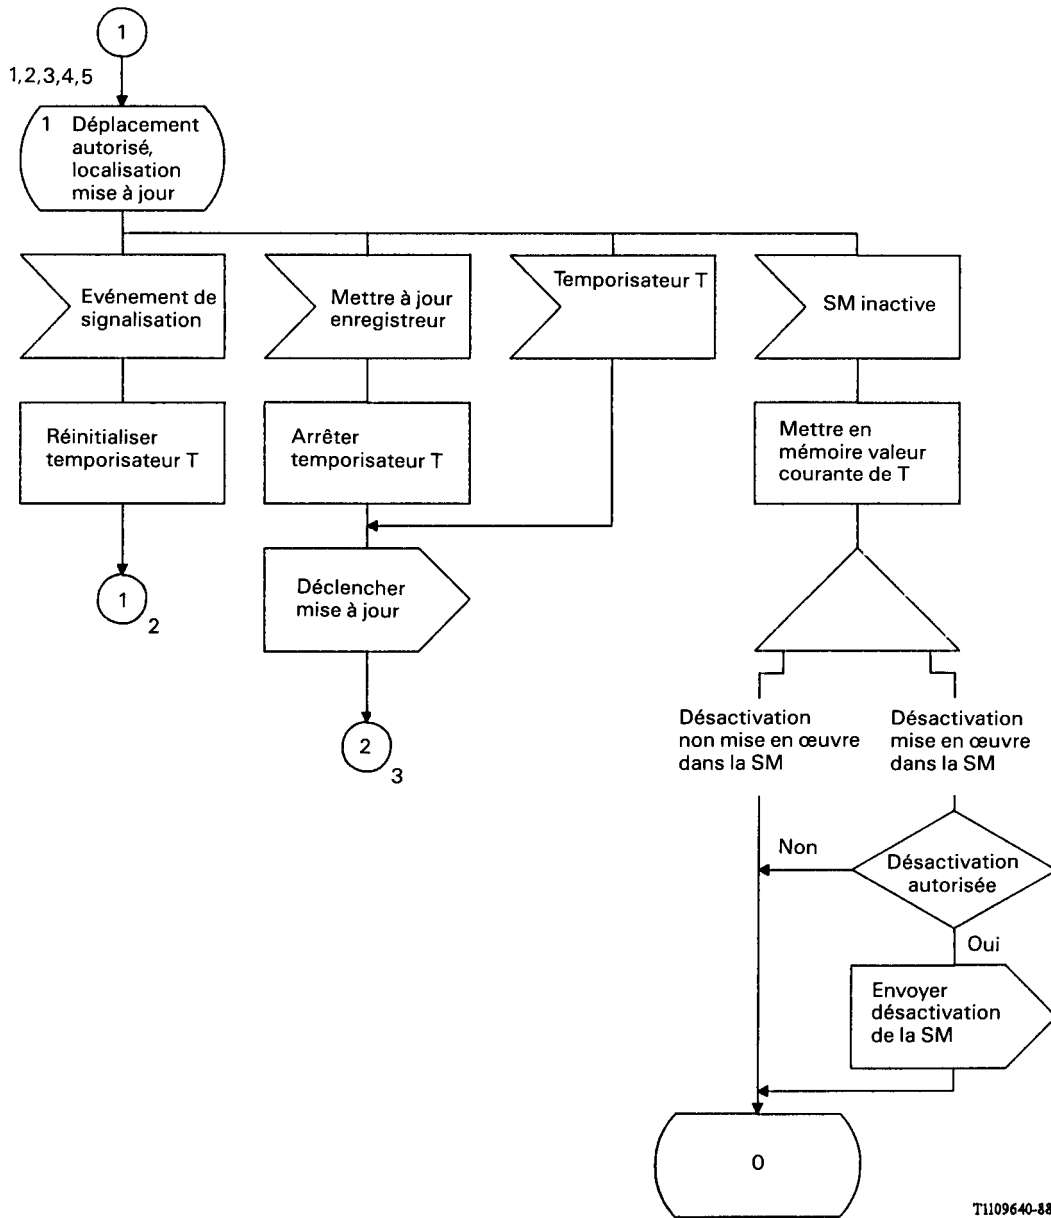 1
1,2,3,4,5
1 Déplacement
autorisé,
localisation
mise à jour
Evénement de
signalisation
Mettre à jour
enregistreur
Temporisateur T
SM inactive
Réinitialiser
temporisateur T
Arrêter
temporisateur T
Mettre en
mémoire valeur
courante de T
1
2
Déclencher
mise à jour
2
3
Désactivation
non mise en œuvre
dans la SM
Désactivation
mise en œuvre
dans la SM
Non
Désactivation
autorisée
Oui
Envoyer
désactivation
de la SM
0
T1109640-88